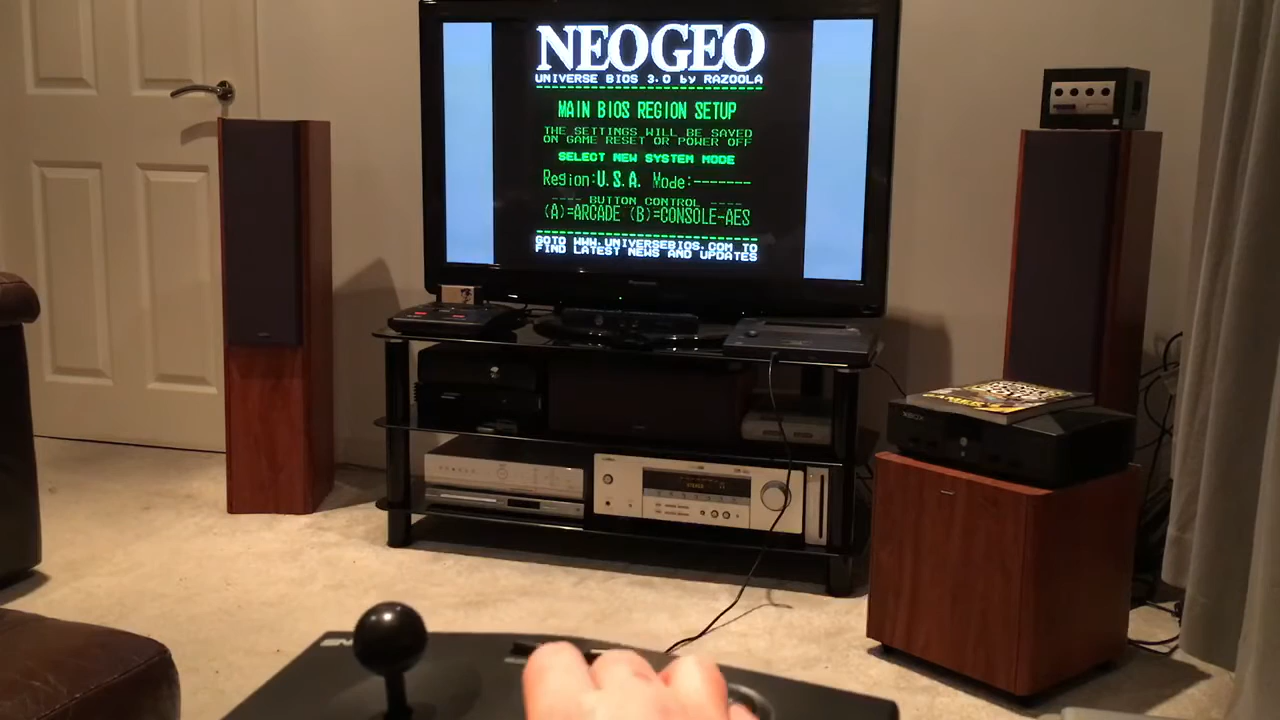 NEOGEO
UNIVERSE BIOS 3.0 by RAZOOLA
MAIN BIOS REGION SETUP
THE SETTINGS WILL BE SAVED
ON GAME RESET OR POWER OFF
SELECT NEW SYSTEM MODE
Region:U.S.A. Mode:-------
---- BUTTON CONTROL ----
(A)=ARCADE (B)=CONSOLE-AES
GOTO WWW.UNIVERSEBIOS.COM TO
FIND LATEST NEWS AND UPDATES
Panasonic
XBOX